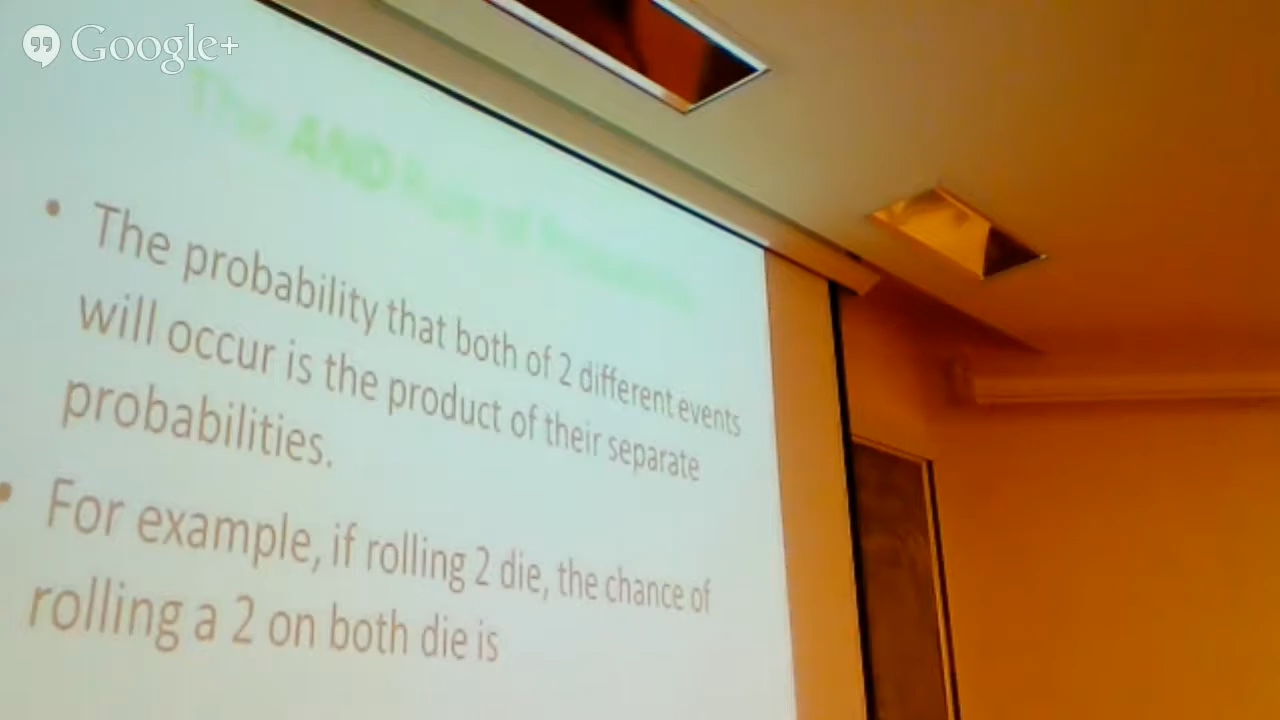 Google+
The AND Rule of Probability
• The probability that both of 2 different events
will occur is the product of their separate
probabilities.
• For example, if rolling 2 die, the chance of
rolling a 2 on both die is